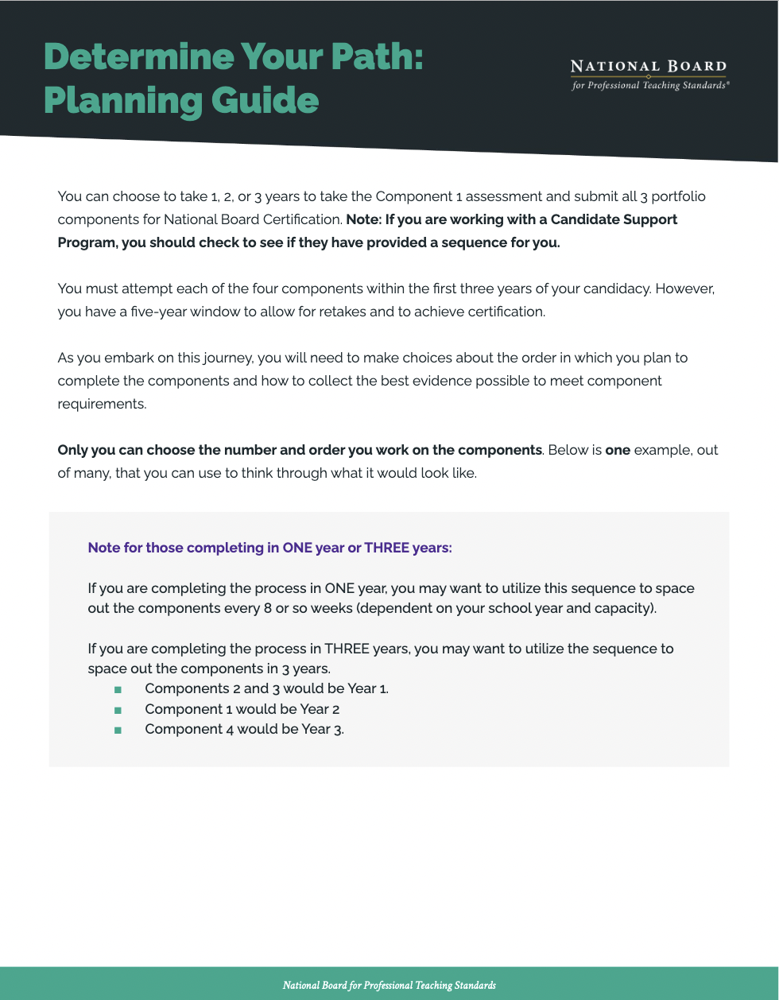 Determine Your Path:
Planning Guide
NATIONAL BOARD
for Professional Teaching Standards®
You can choose to take 1, 2, or 3 years to take the Component 1 assessment and submit all 3 portfolio
components for National Board Certification. Note: If you are working with a Candidate Support
Program, you should check to see if they have provided a sequence for you.
You must attempt each of the four components within the first three years of your candidacy. However,
you have a five-year window to allow for retakes and to achieve certification.
As you embark on this journey, you will need to make choices about the order in which you plan to
complete the components and how to collect the best evidence possible to meet component
requirements.
Only you can choose the number and order you work on the components. Below is one example, out
of many, that you can use to think through what it would look like.
Note for those completing in ONE year or THREE years:
If you are completing the process in ONE year, you may want to utilize this sequence to space
out the components every 8 or so weeks (dependent on your school year and capacity).
If you are completing the process in THREE years, you may want to utilize the sequence to
space out the components in 3 years.
■ Components 2 and 3 would be Year 1.
■ Component 1 would be Year 2
■ Component 4 would be Year 3.
National Board for Professional Teaching Standards